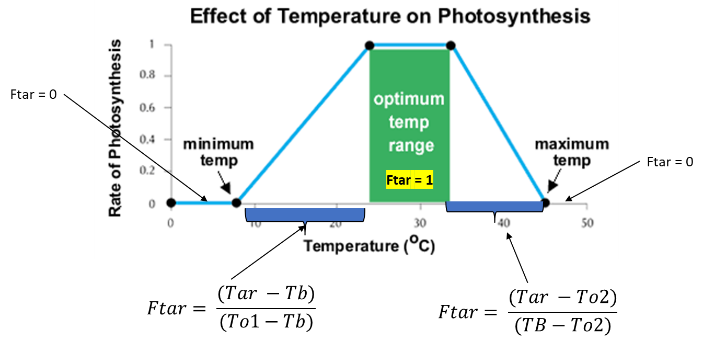 Effect of Temperature on Photosynthesis
Rate of Photosynthesis
1
0.8
0.6
0.4
0.2
0
Ftar = 0
minimum
temp
optimum
temp
range
Ftar = 1
maximum
temp
Ftar = 0
0 10 20 30 40 50
Temperature (°C)
Ftar = (Tar − Tb) / (To1 − Tb)
Ftar = (Tar − To2) / (TB − To2)